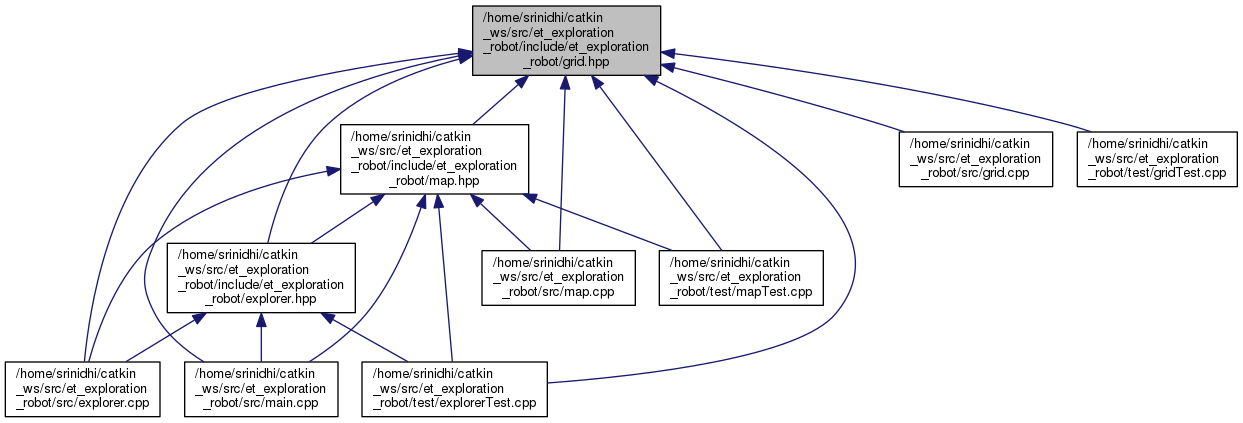 /home/srinidhi/catkin
_ws/src/et_exploration
_robot/include/et_exploration
_robot/grid.hpp
/home/srinidhi/catkin
_ws/src/et_exploration
_robot/include/et_exploration
_robot/map.hpp
/home/srinidhi/catkin
_ws/src/et_exploration
_robot/src/grid.cpp
/home/srinidhi/catkin
_ws/src/et_exploration
_robot/test/gridTest.cpp
/home/srinidhi/catkin
_ws/src/et_exploration
_robot/include/et_exploration
_robot/explorer.hpp
/home/srinidhi/catkin
_ws/src/et_exploration
_robot/src/map.cpp
/home/srinidhi/catkin
_ws/src/et_exploration
_robot/test/mapTest.cpp
/home/srinidhi/catkin
_ws/src/et_exploration
_robot/src/explorer.cpp
/home/srinidhi/catkin
_ws/src/et_exploration
_robot/src/main.cpp
/home/srinidhi/catkin
_ws/src/et_exploration
_robot/test/explorerTest.cpp